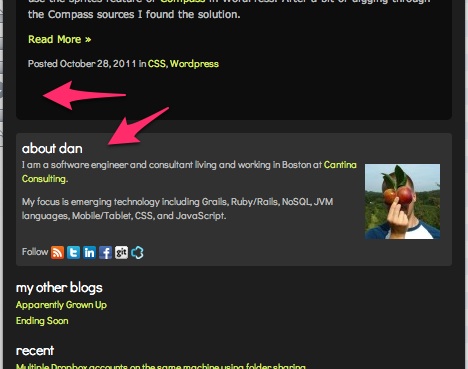 use the sprites feature of Compass in WordPress. After a bit of digging through
the Compass sources I found the solution.
Read More »
Posted October 28, 2011 in CSS, Wordpress
about dan
I am a software engineer and consultant living and working in Boston at Cantina
Consulting.
My focus is emerging technology including Grails, Ruby/Rails, NoSQL, JVM
languages, Mobile/Tablet, CSS, and JavaScript.
Follow t in f git
my other blogs
Apparently Grown Up
Ending Soon
recent
Multiple Dropbox accounts on the same machine using folder sharing